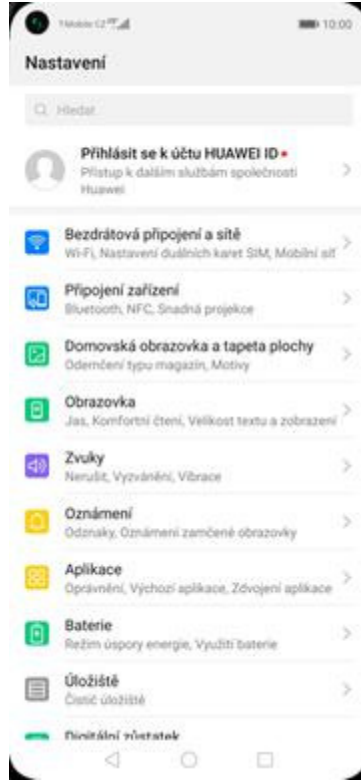 T-Mobile CZ 10:00
Nastavení
Hledat
Přihlásit se k účtu HUAWEI ID
Přístup k dalším službám společnosti
Huawei
Bezdrátová připojení a sítě
Wi-Fi, Nastavení duálních karet SIM, Mobilní síť
Připojení zařízení
Bluetooth, NFC, Snadná projekce
Domovská obrazovka a tapeta plochy
Odemčení typu magazín, Motivy
Obrazovka
Jas, Komfortní čtení, Velikost textu a zobrazení
Zvuky
Nerušit, Vyzvánění, Vibrace
Oznámení
Odznaky, Oznámení zamčené obrazovky
Aplikace
Oprávnění, Výchozí aplikace, Zdvojení aplikace
Baterie
Režim úspory energie, Využití baterie
Úložiště
Čistič úložiště
Digitální zůstatek